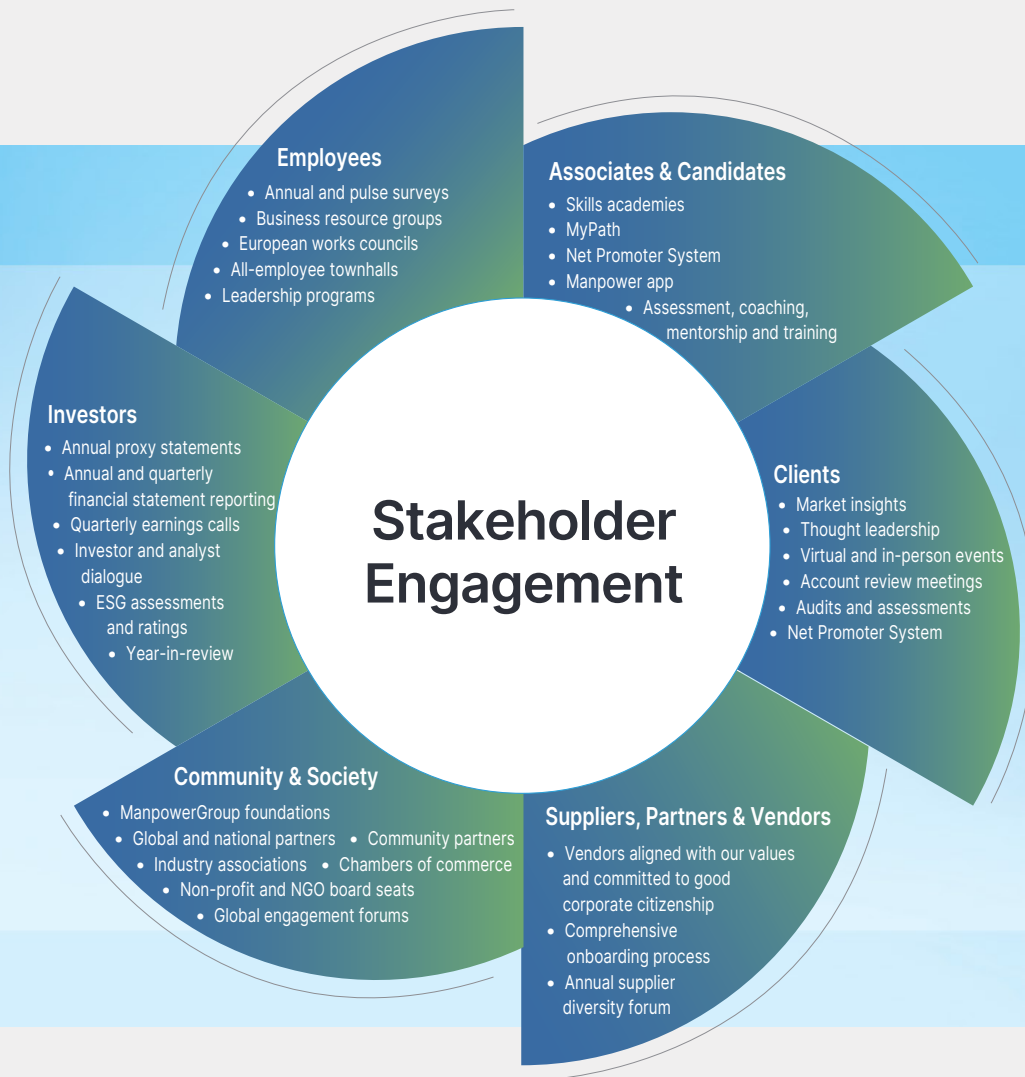 Employees
• Annual and pulse surveys
• Business resource groups
• European works councils
• All-employee townhalls
• Leadership programs
Associates & Candidates
• Skills academies
• MyPath
• Net Promoter System
• Manpower app
• Assessment, coaching,
mentorship and training
Investors
• Annual proxy statements
• Annual and quarterly
financial statement reporting
• Quarterly earnings calls
• Investor and analyst
dialogue
• ESG assessments
and ratings
• Year-in-review
Stakeholder
Engagement
Clients
• Market insights
• Thought leadership
• Virtual and in-person events
• Account review meetings
• Audits and assessments
• Net Promoter System
Community & Society
• ManpowerGroup foundations
• Global and national partners • Community partners
• Industry associations • Chambers of commerce
• Non-profit and NGO board seats
• Global engagement forums
Suppliers, Partners & Vendors
• Vendors aligned with our values
and committed to good
corporate citizenship
• Comprehensive
onboarding process
• Annual supplier
diversity forum